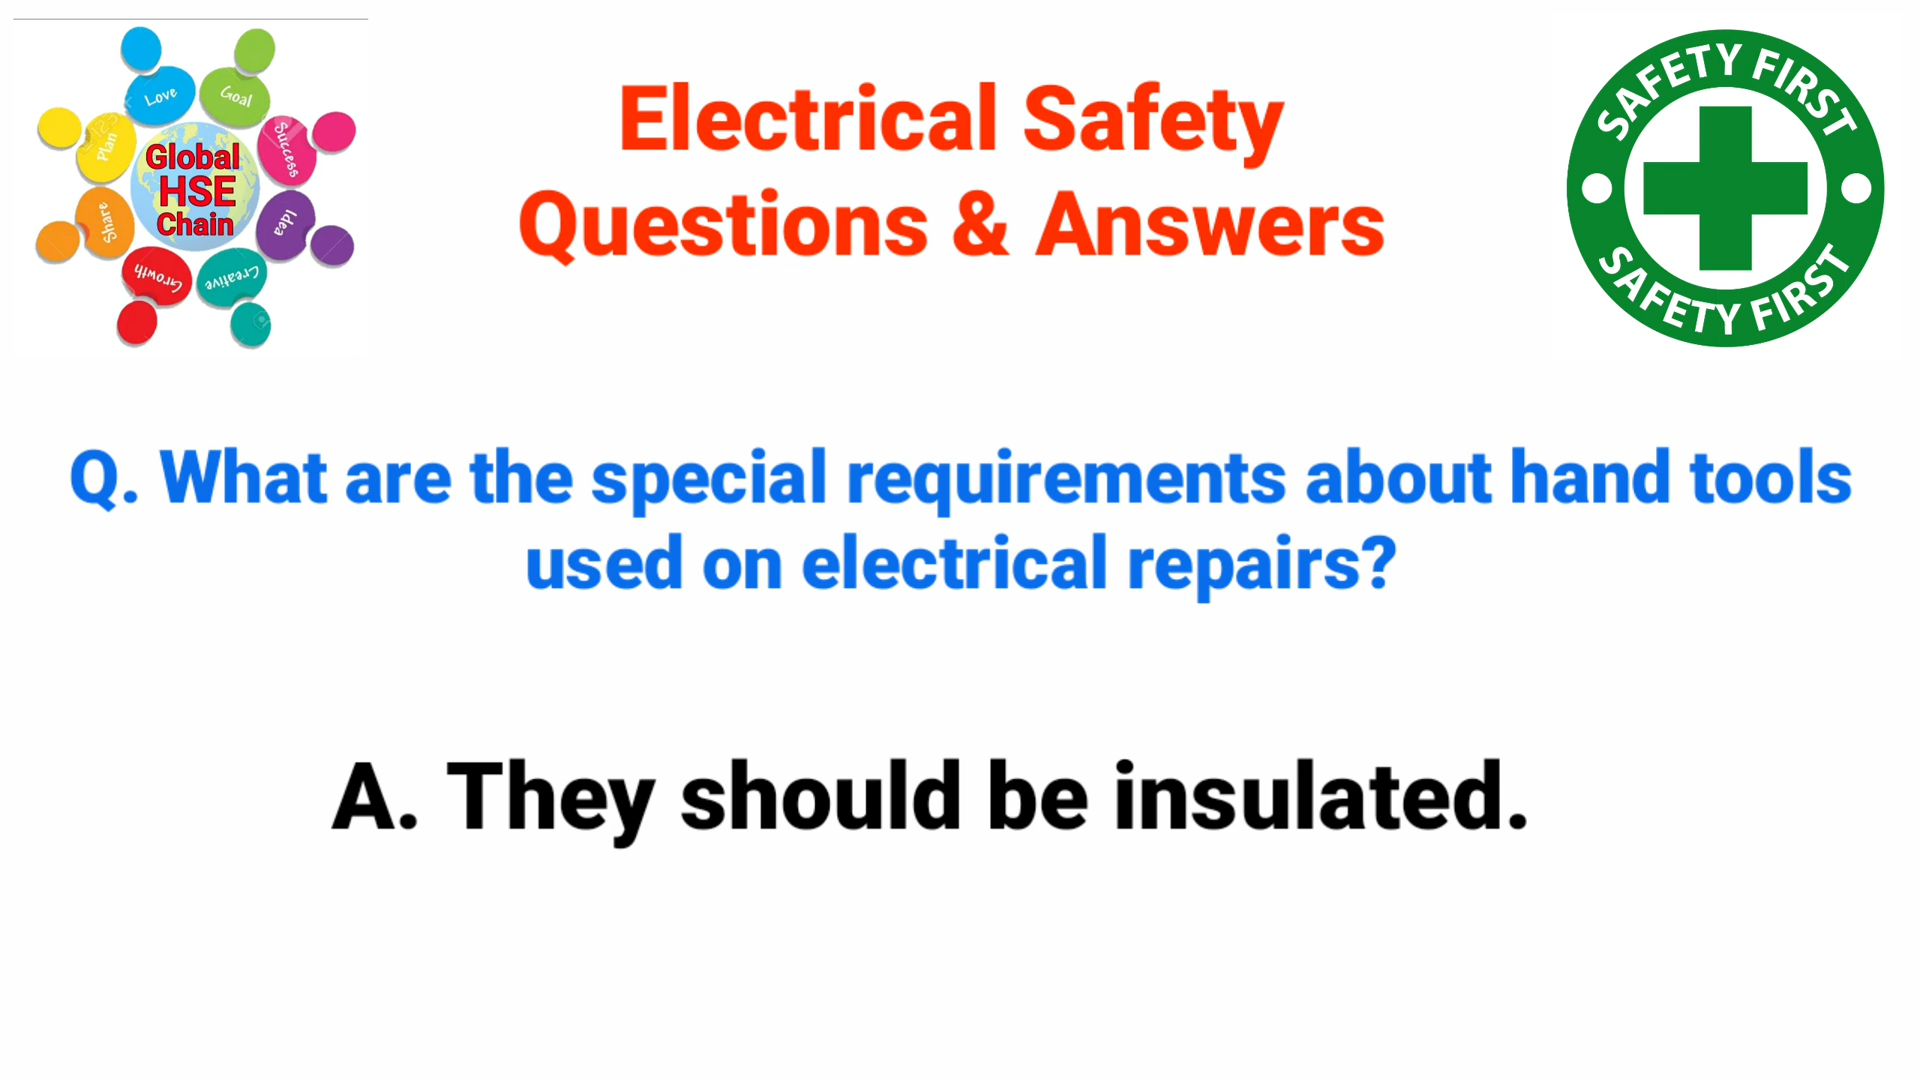 Love
Goal
Plan
Success
Global
HSE
Chain
Share
Idea
Growth
Creative
Electrical Safety
Questions & Answers
SAFETY FIRST
SAFETY FIRST
Q. What are the special requirements about hand tools
used on electrical repairs?
A. They should be insulated.